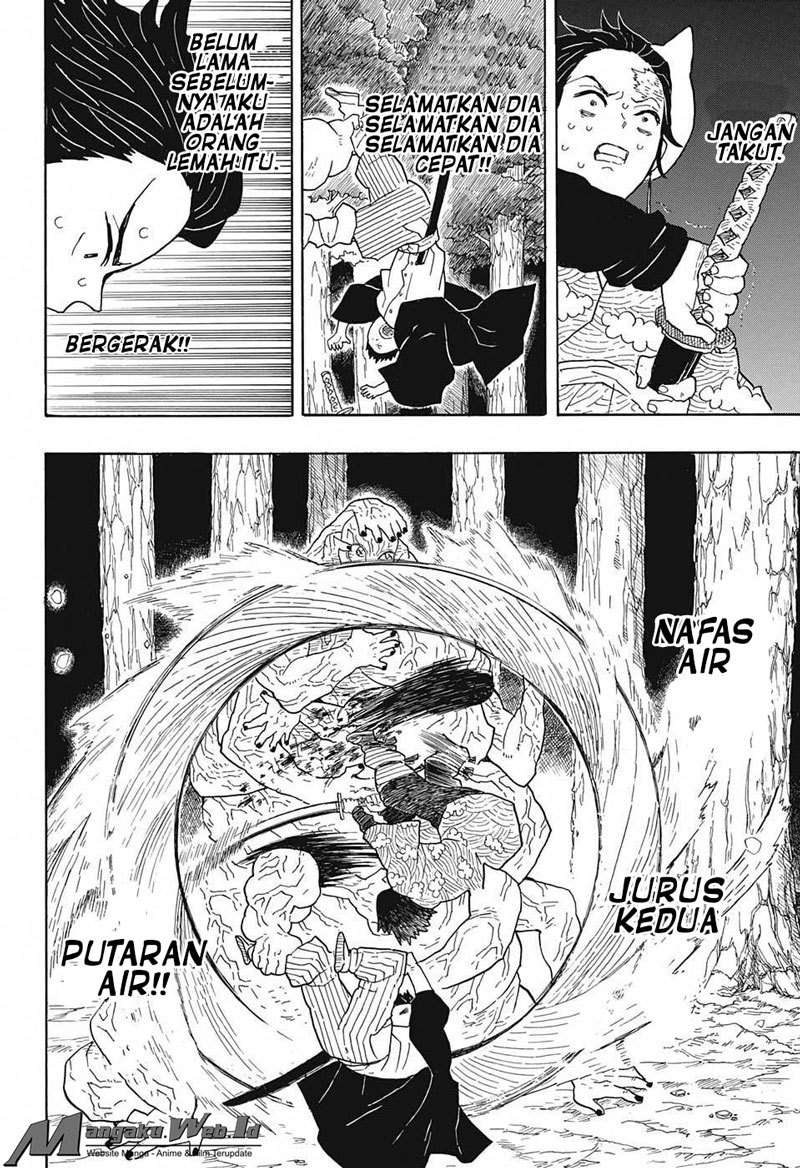 JANGAN
TAKUT.
SELAMATKAN DIA
SELAMATKAN DIA
SELAMATKAN DIA
CEPAT!!
BELUM
LAMA
SEBELUM-
NYA AKU
ADALAH
ORANG
LEMAH ITU.
BERGERAK!!
NAFAS
AIR
JURUS
KEDUA
PUTARAN
AIR!!
Mangaku.Web.Id
Website Manga - Anime & Film Terupdate